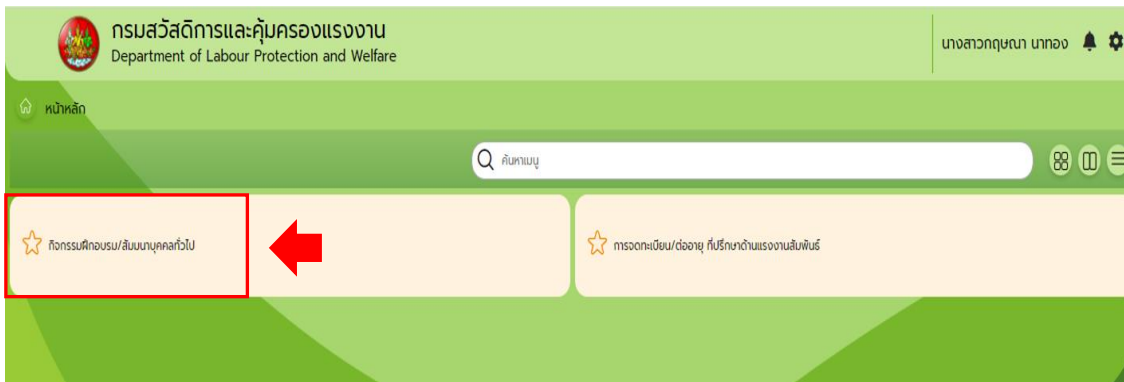 กรมสวัสดิการและคุ้มครองแรงงาน
Department of Labour Protection and Welfare
นางสาวกฤษณา นาทอง
หน้าหลัก
ค้นหาเมนู
กิจกรรมฝึกอบรม/สัมมนาบุคคลทั่วไป
การจดทะเบียน/ต่ออายุ ที่ปรึกษาด้านแรงงานสัมพันธ์